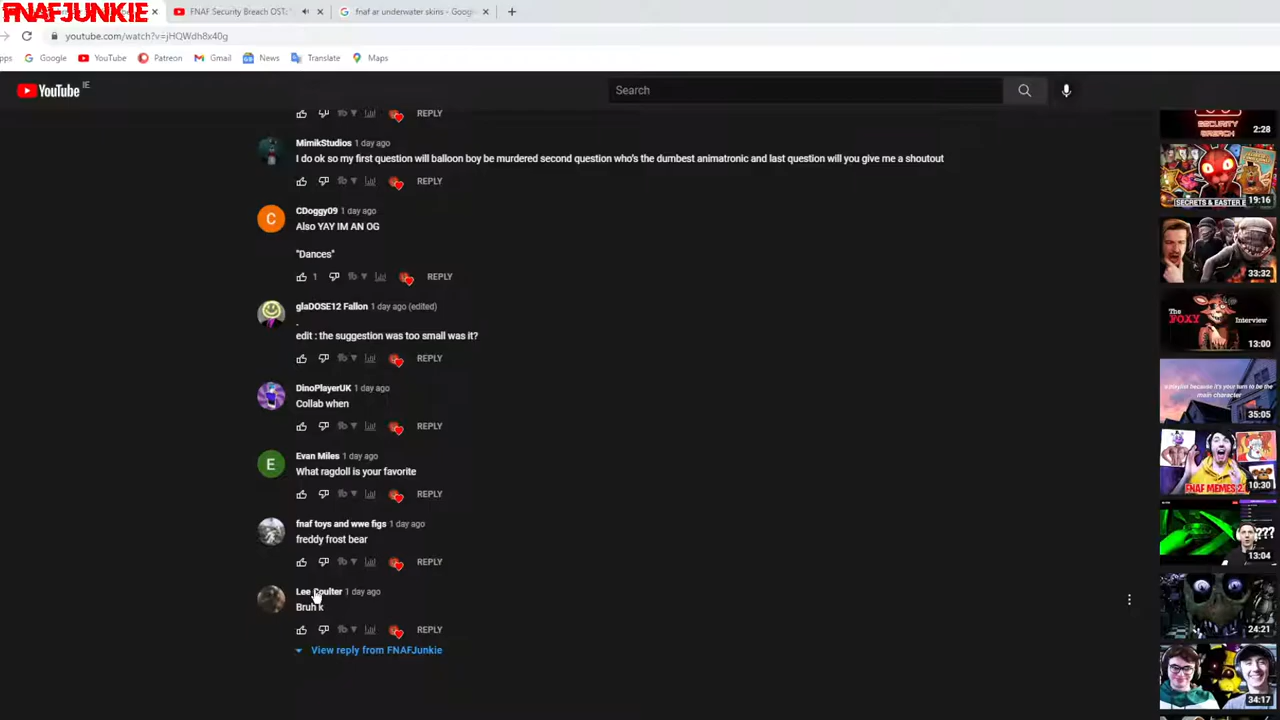 FNAFJUNKIE
FNAF Security Breach OST: "
fnaf ar underwater skins - Goog
youtube.com/watch?v=jHQWdh8x40g
pps Google YouTube Patreon Gmail News Translate Maps
YouTube IE
Search
REPLY
MimikStudios 1 day ago
I do ok so my first question will balloon boy be murdered second question who's the dumbest animatronic and last question will you give me a shoutout
REPLY
C
CDoggy09 1 day ago
Also YAY IM AN OG
"Dances"
1 REPLY
glaDOSE12 Fallon 1 day ago (edited)
.
edit : the suggestion was too small was it?
REPLY
DinoPlayerUK 1 day ago
Collab when
REPLY
E
Evan Miles 1 day ago
What ragdoll is your favorite
REPLY
fnaf toys and wwe figs 1 day ago
freddy frost bear
REPLY
Lee Coulter 1 day ago
Bruh k
REPLY
View reply from FNAFJunkie
SECURITY
BREACH
2:28
SECRETS & EASTER E
19:16
33:32
The
FOXY
Interview
13:00
a playlist because it's your turn to be the
main character
35:05
FNAF MEMES 2
10:30
???
13:04
24:21
34:17